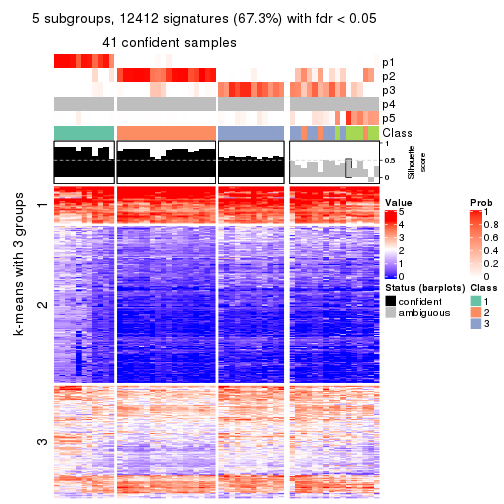 5 subgroups, 12412 signatures (67.3%) with fdr < 0.05
41 confident samples
p1
p2
p3
p4
p5
Class
1
0.5
0
Silhouette
score
k-means with 3 groups
1
2
3
Value
5
4
3
2
1
0
Prob
1
0.8
0.6
0.4
0.2
0
Status (barplots)
confident
ambiguous
Class
1
2
3